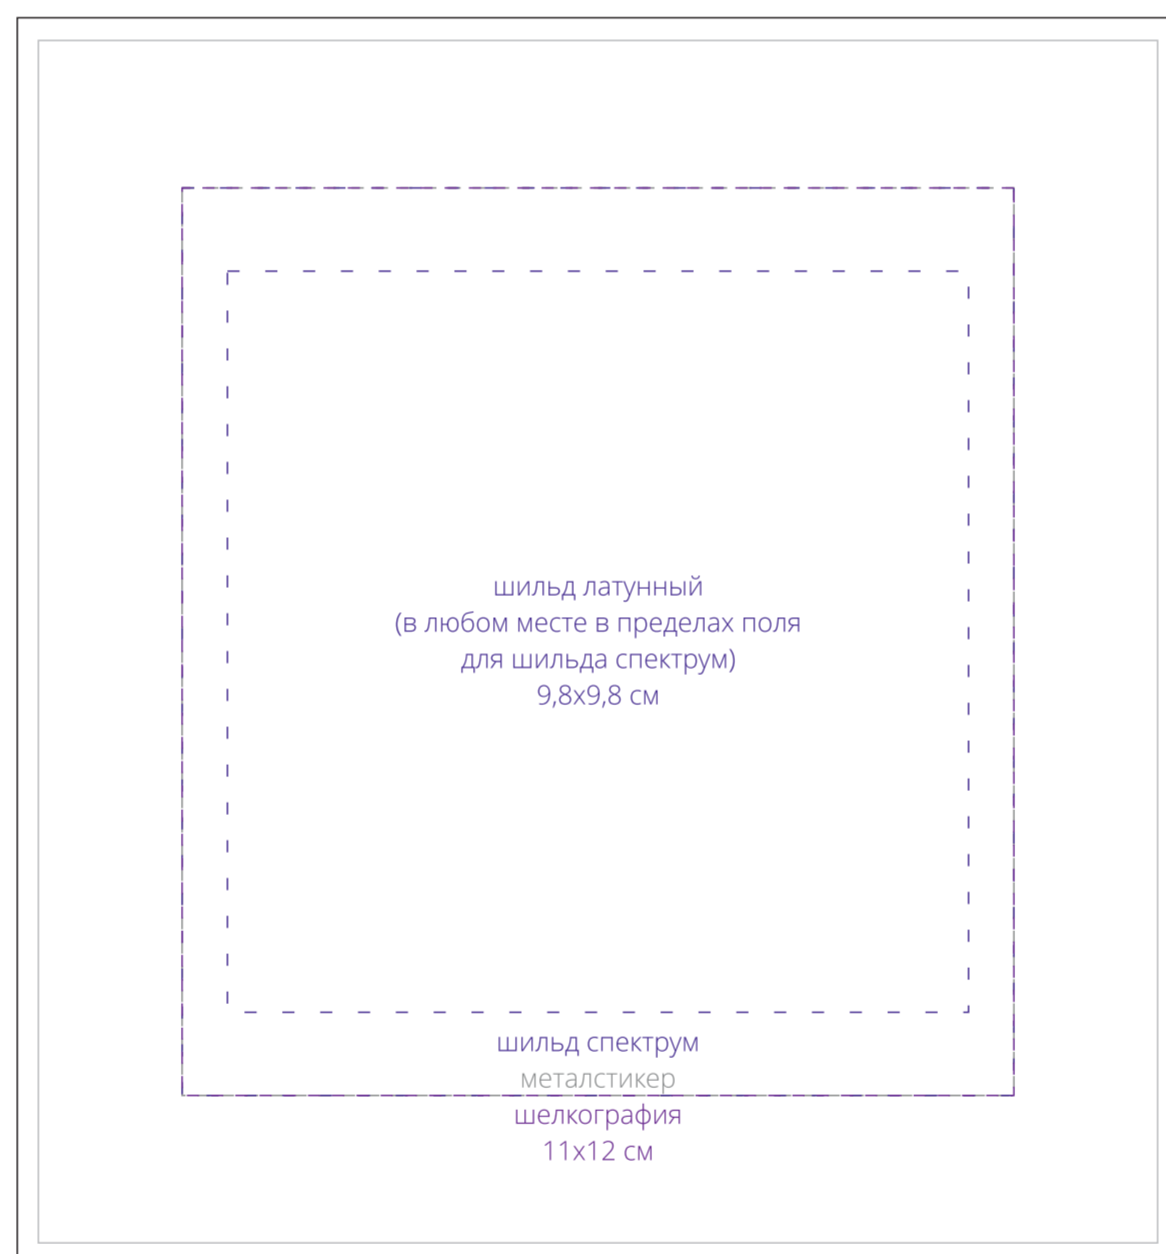 шильд латунный
(в любом месте в пределах поля
для шильда спектрум)
9,8х9,8 см
шильд спектрум
металстикер
шелкография
11х12 см